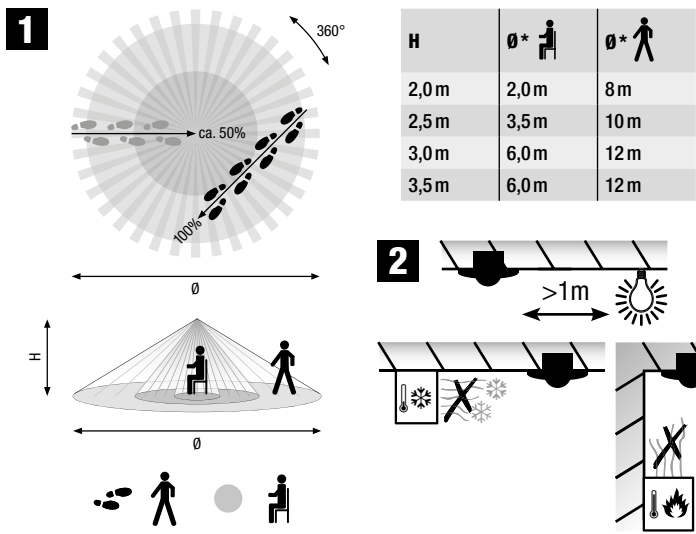 1
360°
ca. 50%
100%
Ø
H
Ø
H Ø* Ø*
2,0 m 2,0 m 8 m
2,5 m 3,5 m 10 m
3,0 m 6,0 m 12 m
3,5 m 6,0 m 12 m
2
>1m